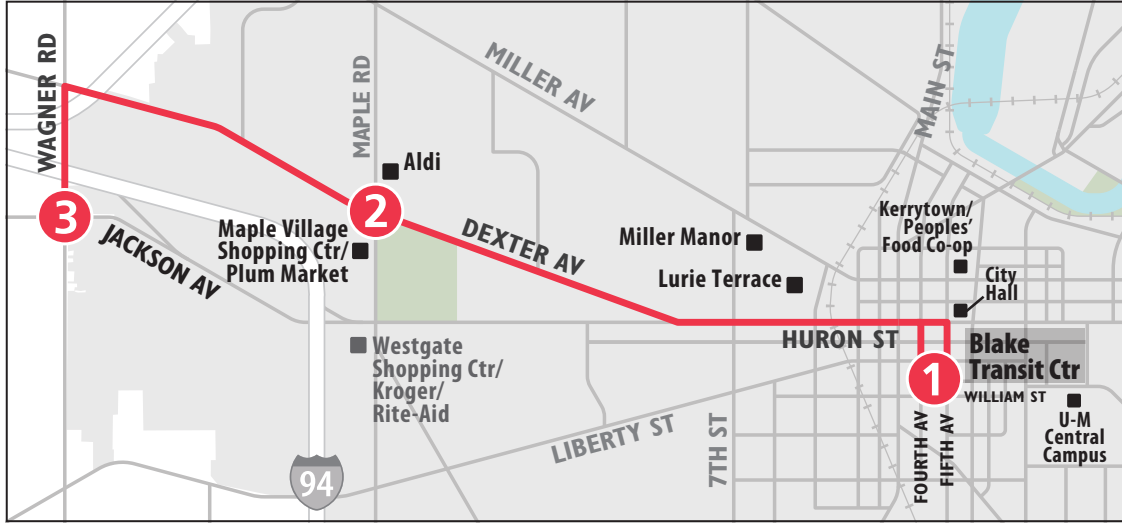 WAGNER RD
MAPLE RD
MILLER AV
MAIN ST
Aldi
3
2
JACKSON AV
Maple Village
Shopping Ctr/
Plum Market
DEXTER AV
Miller Manor
Lurie Terrace
Kerrytown/
Peoples'
Food Co-op
City
Hall
HURON ST
Blake
Transit Ctr
1
WILLIAM ST
Westgate
Shopping Ctr/
Kroger/
Rite-Aid
LIBERTY ST
7TH ST
FOURTH AV
FIFTH AV
U-M
Central
Campus
94